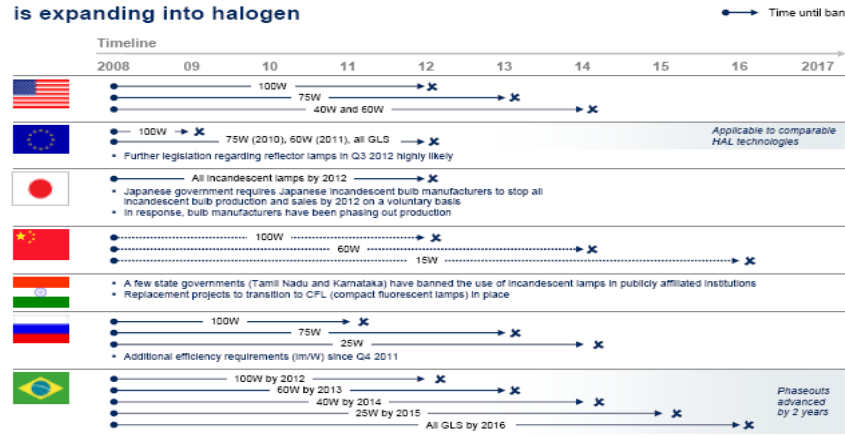 is expanding into halogen
Time until ban
Timeline
2008 09 10 11 12 13 14 15 16 2017
100W
75W
40W and 60W
100W
75W (2010), 60W (2011), all GLS
Applicable to comparable
HAL technologies
▪ Further legislation regarding reflector lamps in Q3 2012 highly likely
All incandescent lamps by 2012
▪ Japanese government requires Japanese incandescent bulb manufacturers to stop all
incandescent bulb production and sales by 2012 on a voluntary basis
▪ In response, bulb manufacturers have been phasing out production
100W
60W
15W
▪ A few state governments (Tamil Nadu and Karnataka) have banned the use of incandescent lamps in publicly affiliated institutions
▪ Replacement projects to transition to CFL (compact fluorescent lamps) in place
100W
75W
25W
▪ Additional efficiency requirements (lm/W) since Q4 2011
100W by 2012
60W by 2013
40W by 2014
25W by 2015
All GLS by 2016
Phaseouts
advanced
by 2 years